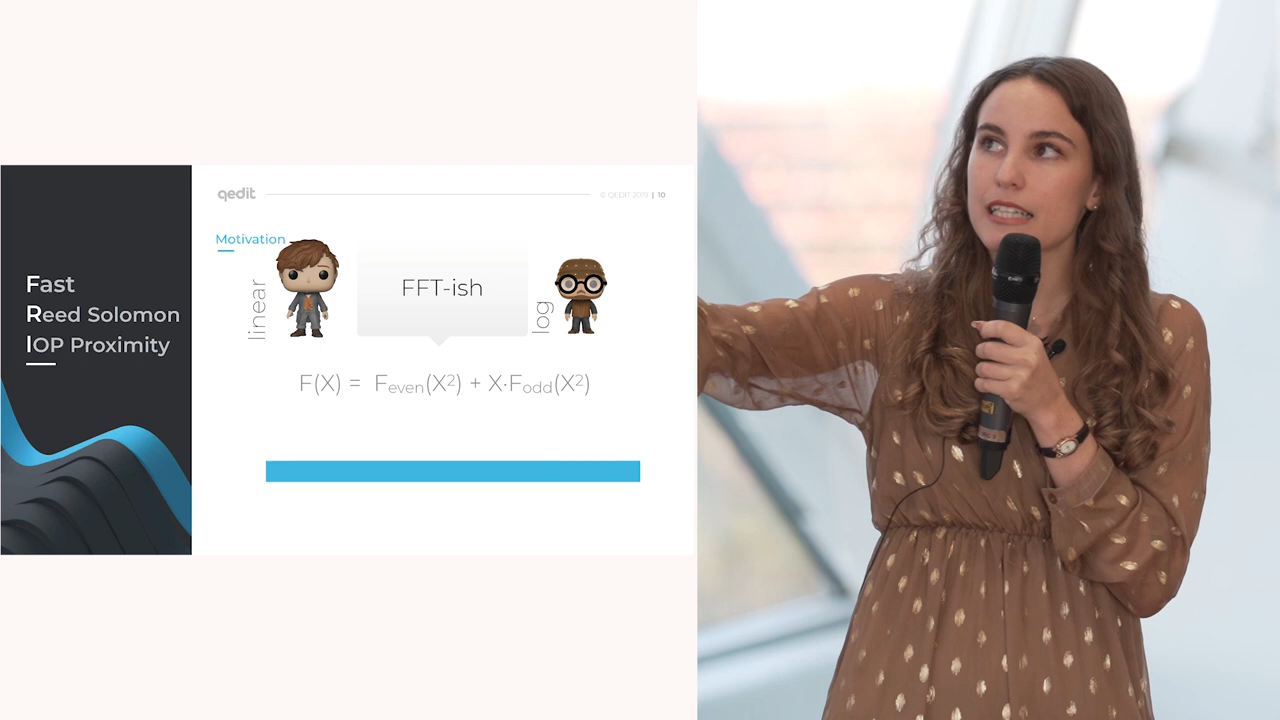 Fast
Reed Solomon
IOP Proximity
qedit
© QEDIT 2019 | 10
Motivation
linear
FFT-ish
log
F(X) = Feven(X²) + X·Fodd(X²)